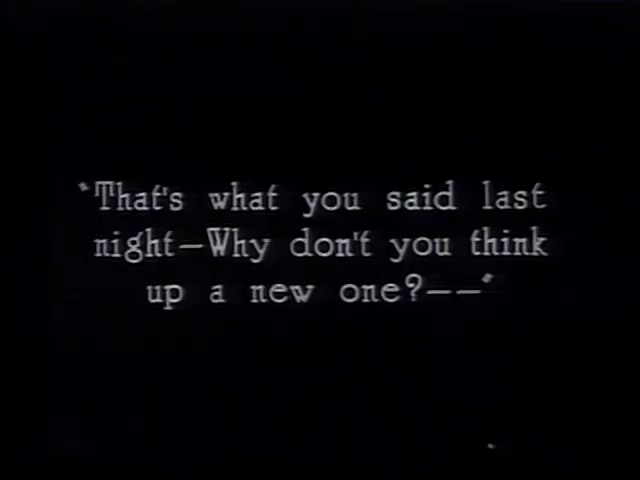 "That's what you said last
night—Why don't you think
up a new one?——"